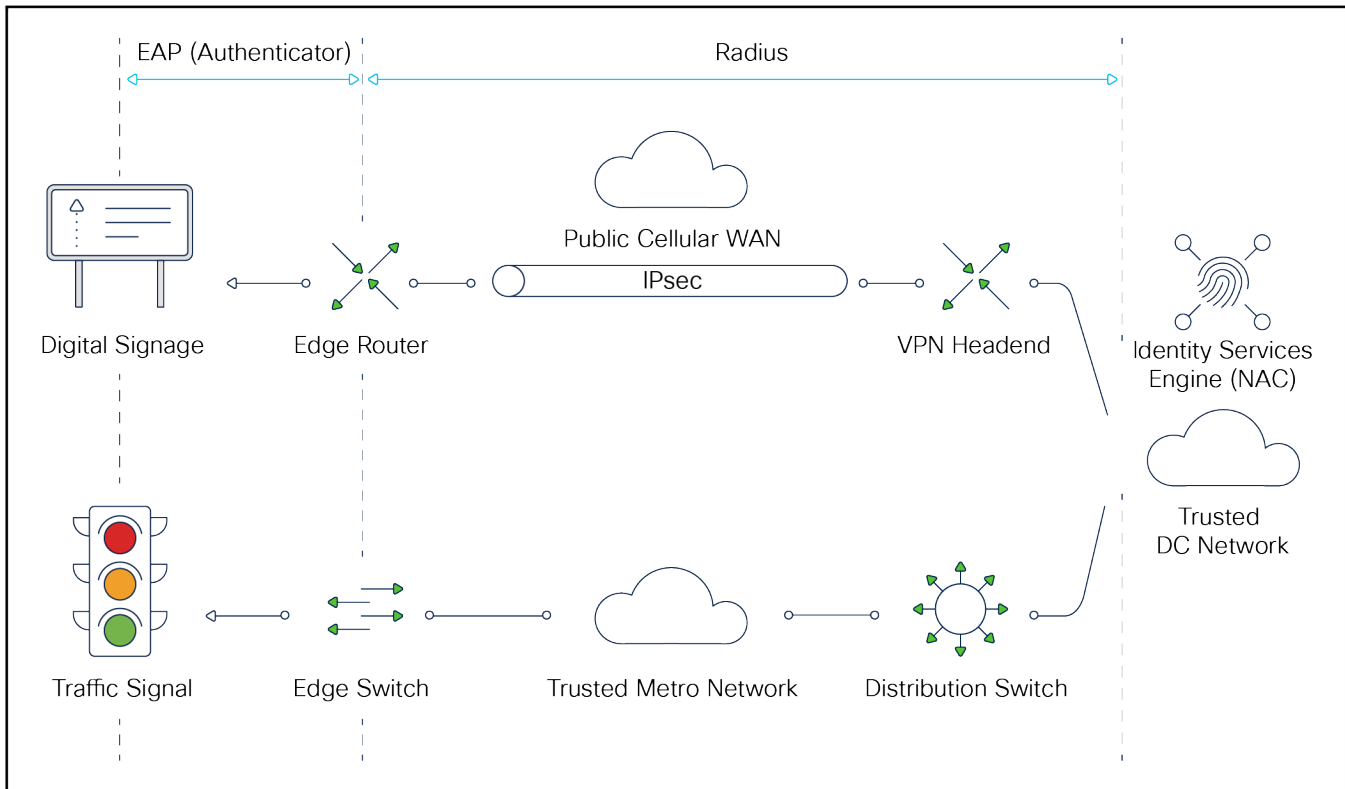 EAP (Authenticator)
Radius
Public Cellular WAN
IPsec
Digital Signage
Edge Router
VPN Headend
Identity Services
Engine (NAC)
Trusted
DC Network
Traffic Signal
Edge Switch
Trusted Metro Network
Distribution Switch